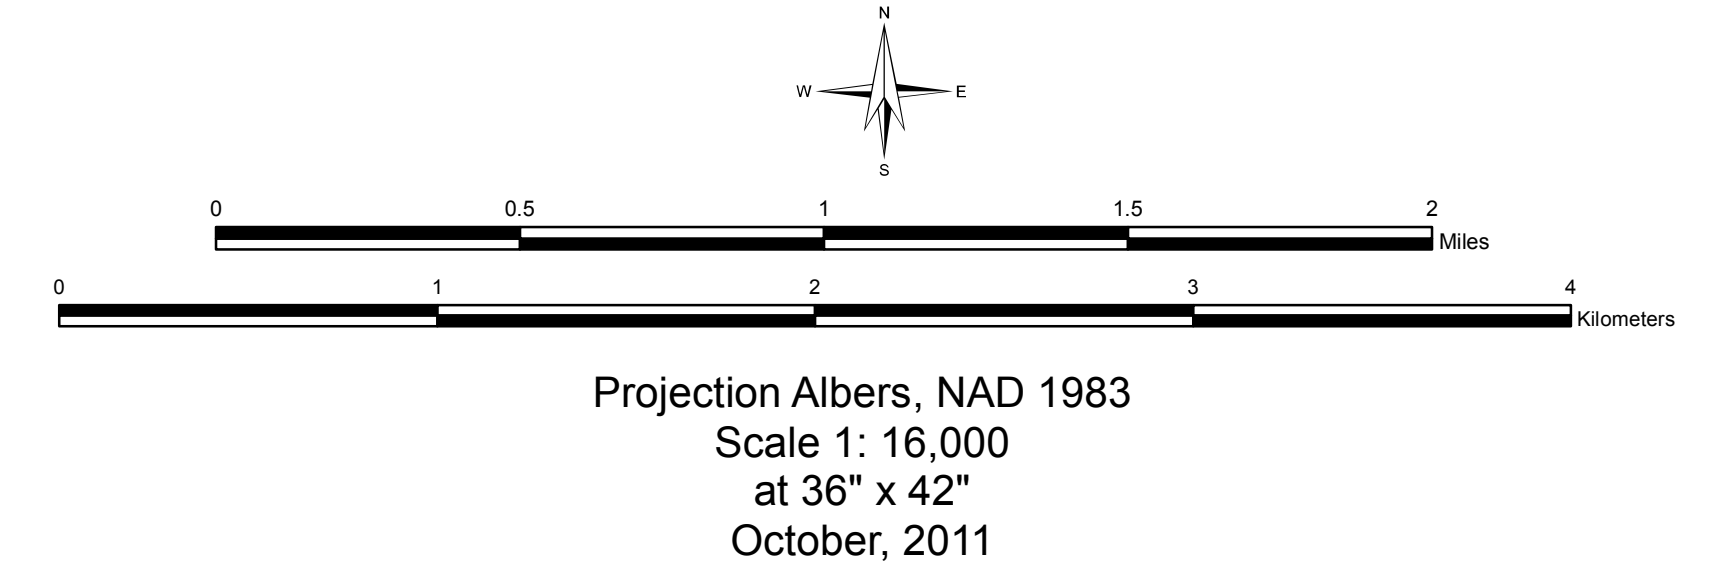 N
W E
S
0 0.5 1 1.5 2
Miles
0 1 2 3 4
Kilometers
Projection Albers, NAD 1983
Scale 1: 16,000
at 36" x 42"
October, 2011